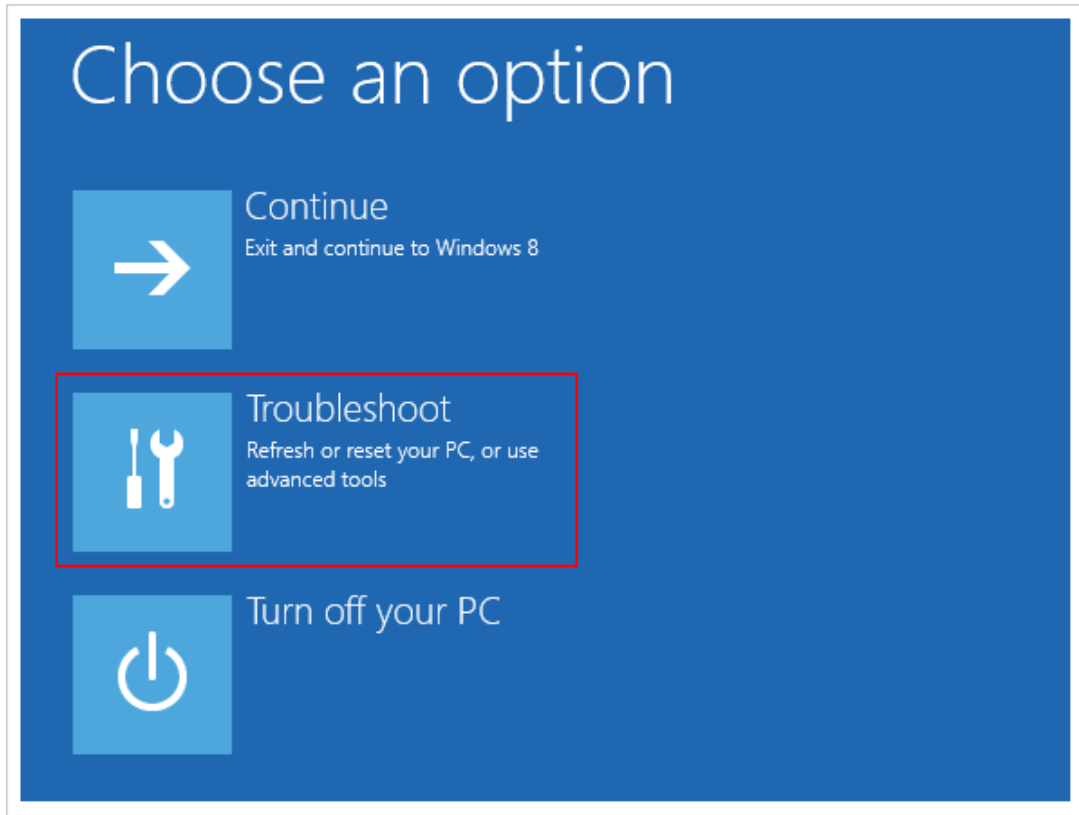 Choose an option
Continue
Exit and continue to Windows 8
Troubleshoot
Refresh or reset your PC, or use
advanced tools
Turn off your PC